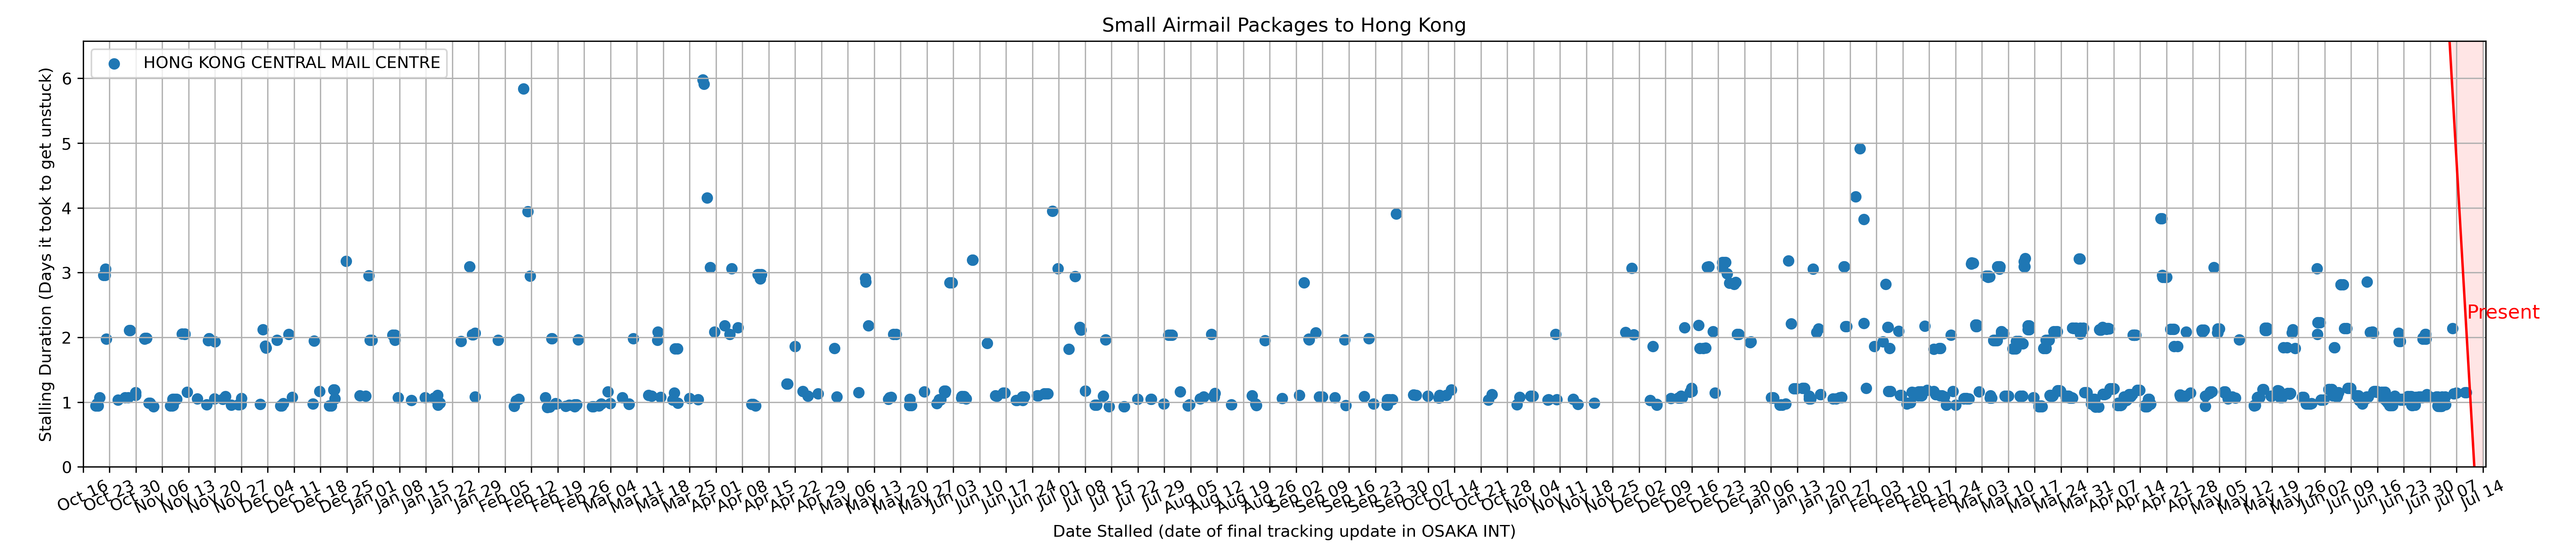 Small Airmail Packages to Hong Kong
HONG KONG CENTRAL MAIL CENTRE
Stalling Duration (Days it took to get unstuck)
6
5
4
3
2
1
0
Present
Oct 16
Oct 23
Oct 30
Nov 06
Nov 13
Nov 20
Nov 27
Dec 04
Dec 11
Dec 18
Dec 25
Jan 01
Jan 08
Jan 15
Jan 22
Jan 29
Feb 05
Feb 12
Feb 19
Feb 26
Mar 04
Mar 11
Mar 18
Mar 25
Apr 01
Apr 08
Apr 15
Apr 22
Apr 29
May 06
May 13
May 20
May 27
Jun 03
Jun 10
Jun 17
Jun 24
Jul 01
Jul 08
Jul 15
Jul 22
Jul 29
Aug 05
Aug 12
Aug 19
Aug 26
Sep 02
Sep 09
Sep 16
Sep 23
Sep 30
Oct 07
Oct 14
Oct 21
Oct 28
Nov 04
Nov 11
Nov 18
Nov 25
Dec 02
Dec 09
Dec 16
Dec 23
Dec 30
Jan 06
Jan 13
Jan 20
Jan 27
Feb 03
Feb 10
Feb 17
Feb 24
Mar 03
Mar 10
Mar 17
Mar 24
Mar 31
Apr 07
Apr 14
Apr 21
Apr 28
May 05
May 12
May 19
May 26
Jun 02
Jun 09
Jun 16
Jun 23
Jun 30
Jul 07
Jul 14
Date Stalled (date of final tracking update in OSAKA INT)